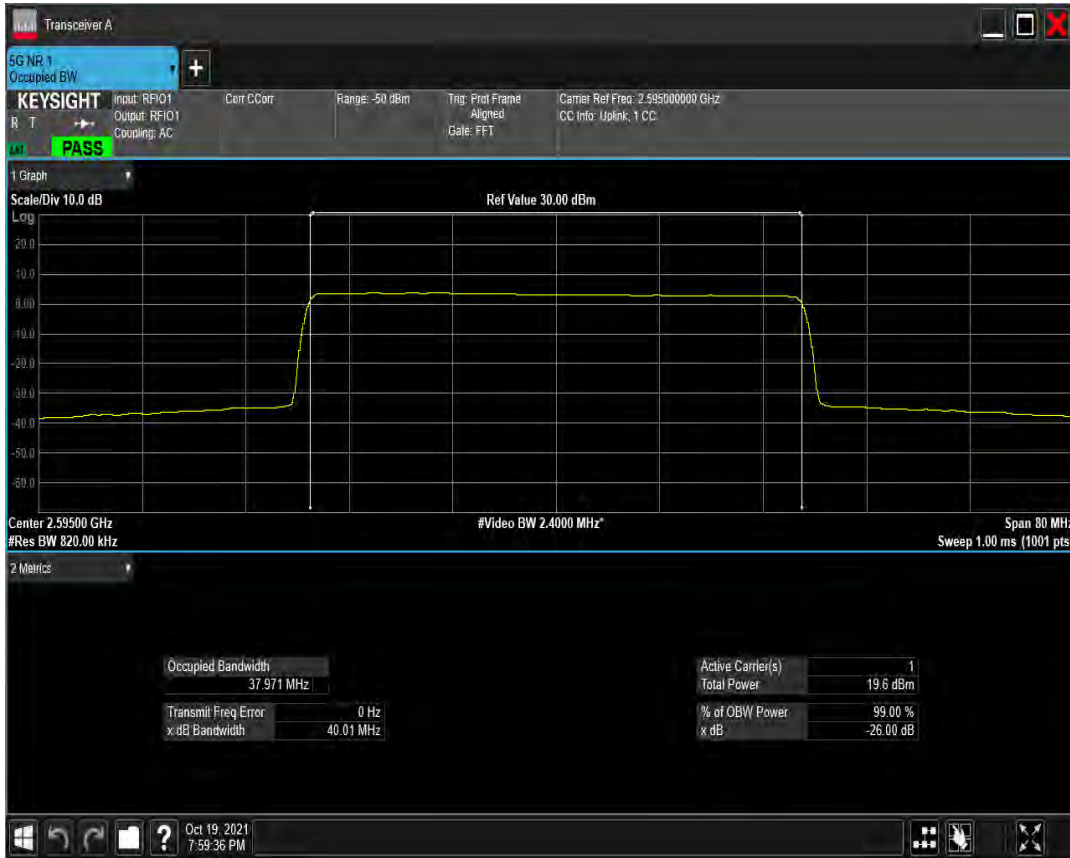 Transceiver A
5G NR 1
Occupied BW
KEYSIGHT
R T
PASS
Input: RFIO1
Output: RFIO1
Coupling: AC
Corr CCorr
Range: -50 dBm
Trig: Prot Frame
Aligned
Gate: FFT
Carrier Ref Freq: 2.595000000 GHz
CC Info: Uplink, 1 CC
1 Graph
Scale/Div 10.0 dB
Ref Value 30.00 dBm
Log
20.0
10.0
0.00
-10.0
-20.0
-30.0
-40.0
-50.0
-60.0
Center 2.59500 GHz
#Video BW 2.4000 MHz*
Span 80 MHz
#Res BW 820.00 kHz
Sweep 1.00 ms (1001 pts
2 Metrics
Occupied Bandwidth
37.971 MHz
Transmit Freq Error 0 Hz
x dB Bandwidth 40.01 MHz
Active Carrier(s) 1
Total Power 19.6 dBm
% of OBW Power 99.00 %
x dB -26.00 dB
?
Oct 19, 2021
7:59:36 PM